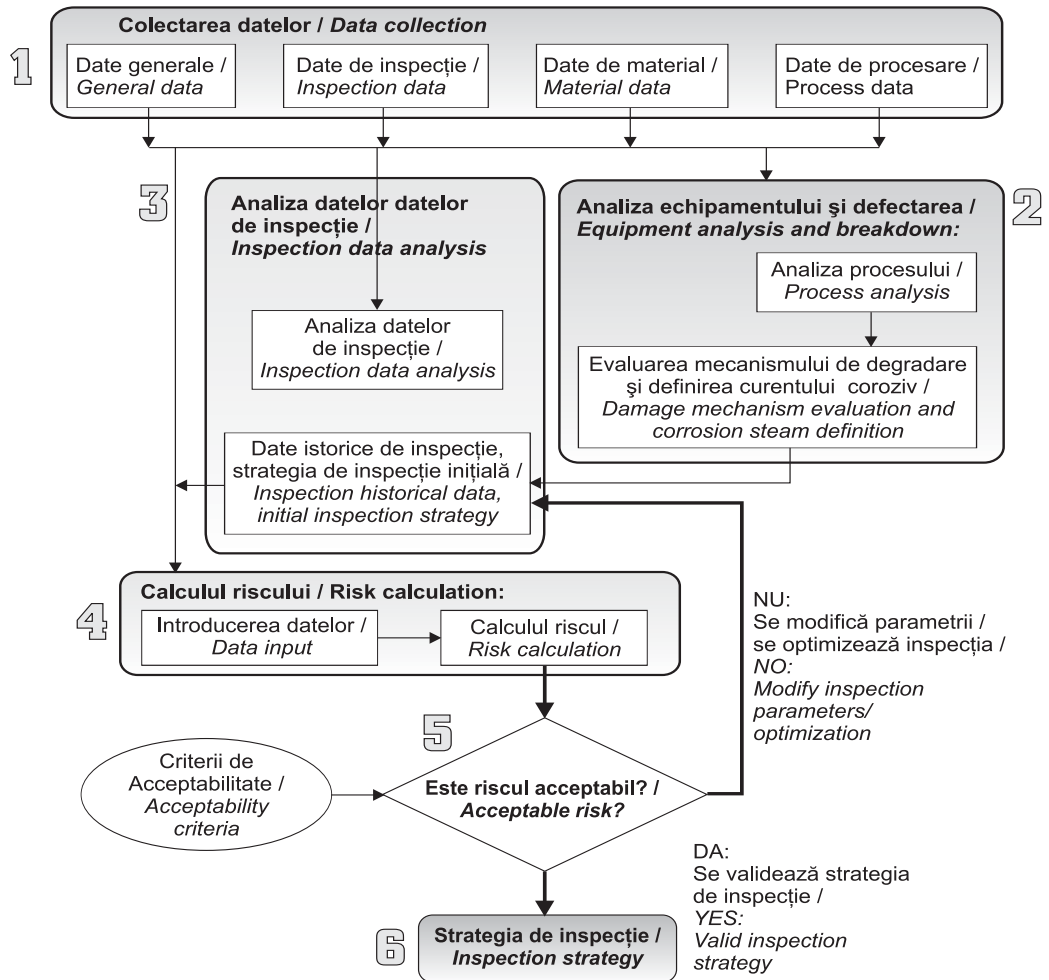 Colectarea datelor / Data collection
1
Date generale /
General data
Date de inspecție /
Inspection data
Date de material /
Material data
Date de procesare /
Process data
3
Analiza datelor datelor
de inspecție /
Inspection data analysis
Analiza datelor
de inspecție /
Inspection data analysis
Date istorice de inspecție,
strategia de inspecție inițială /
Inspection historical data,
initial inspection strategy
2
Analiza echipamentului şi defectarea /
Equipment analysis and breakdown:
Analiza procesului /
Process analysis
Evaluarea mecanismului de degradare
şi definirea curentului coroziv /
Damage mechanism evaluation and
corrosion steam definition
4
Calculul riscului / Risk calculation:
Introducerea datelor /
Data input
Calculul riscul /
Risk calculation
NU:
Se modifică parametrii /
se optimizează inspecția /
NO:
Modify inspection
parameters/
optimization
5
Criterii de
Acceptabilitate /
Acceptability
criteria
Este riscul acceptabil? /
Acceptable risk?
DA:
Se validează strategia
de inspecție /
YES:
Valid inspection
strategy
6
Strategia de inspecție /
Inspection strategy